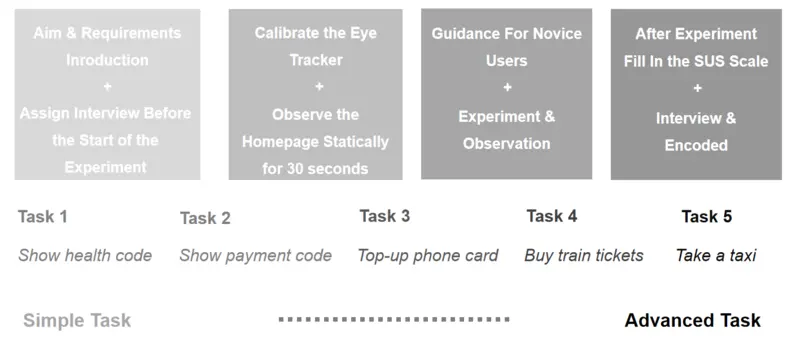 Aim & Requirements
Inroduction
+
Assign Interview Before
the Start of the
Experiment
Calibrate the Eye
Tracker
+
Observe the
Homepage Statically
for 30 seconds
Guidance For Novice
Users
+
Experiment &
Observation
After Experiment
Fill In the SUS Scale
+
Interview &
Encoded
Task 1
Show health code
Task 2
Show payment code
Task 3
Top-up phone card
Task 4
Buy train tickets
Task 5
Take a taxi
Simple Task
Advanced Task